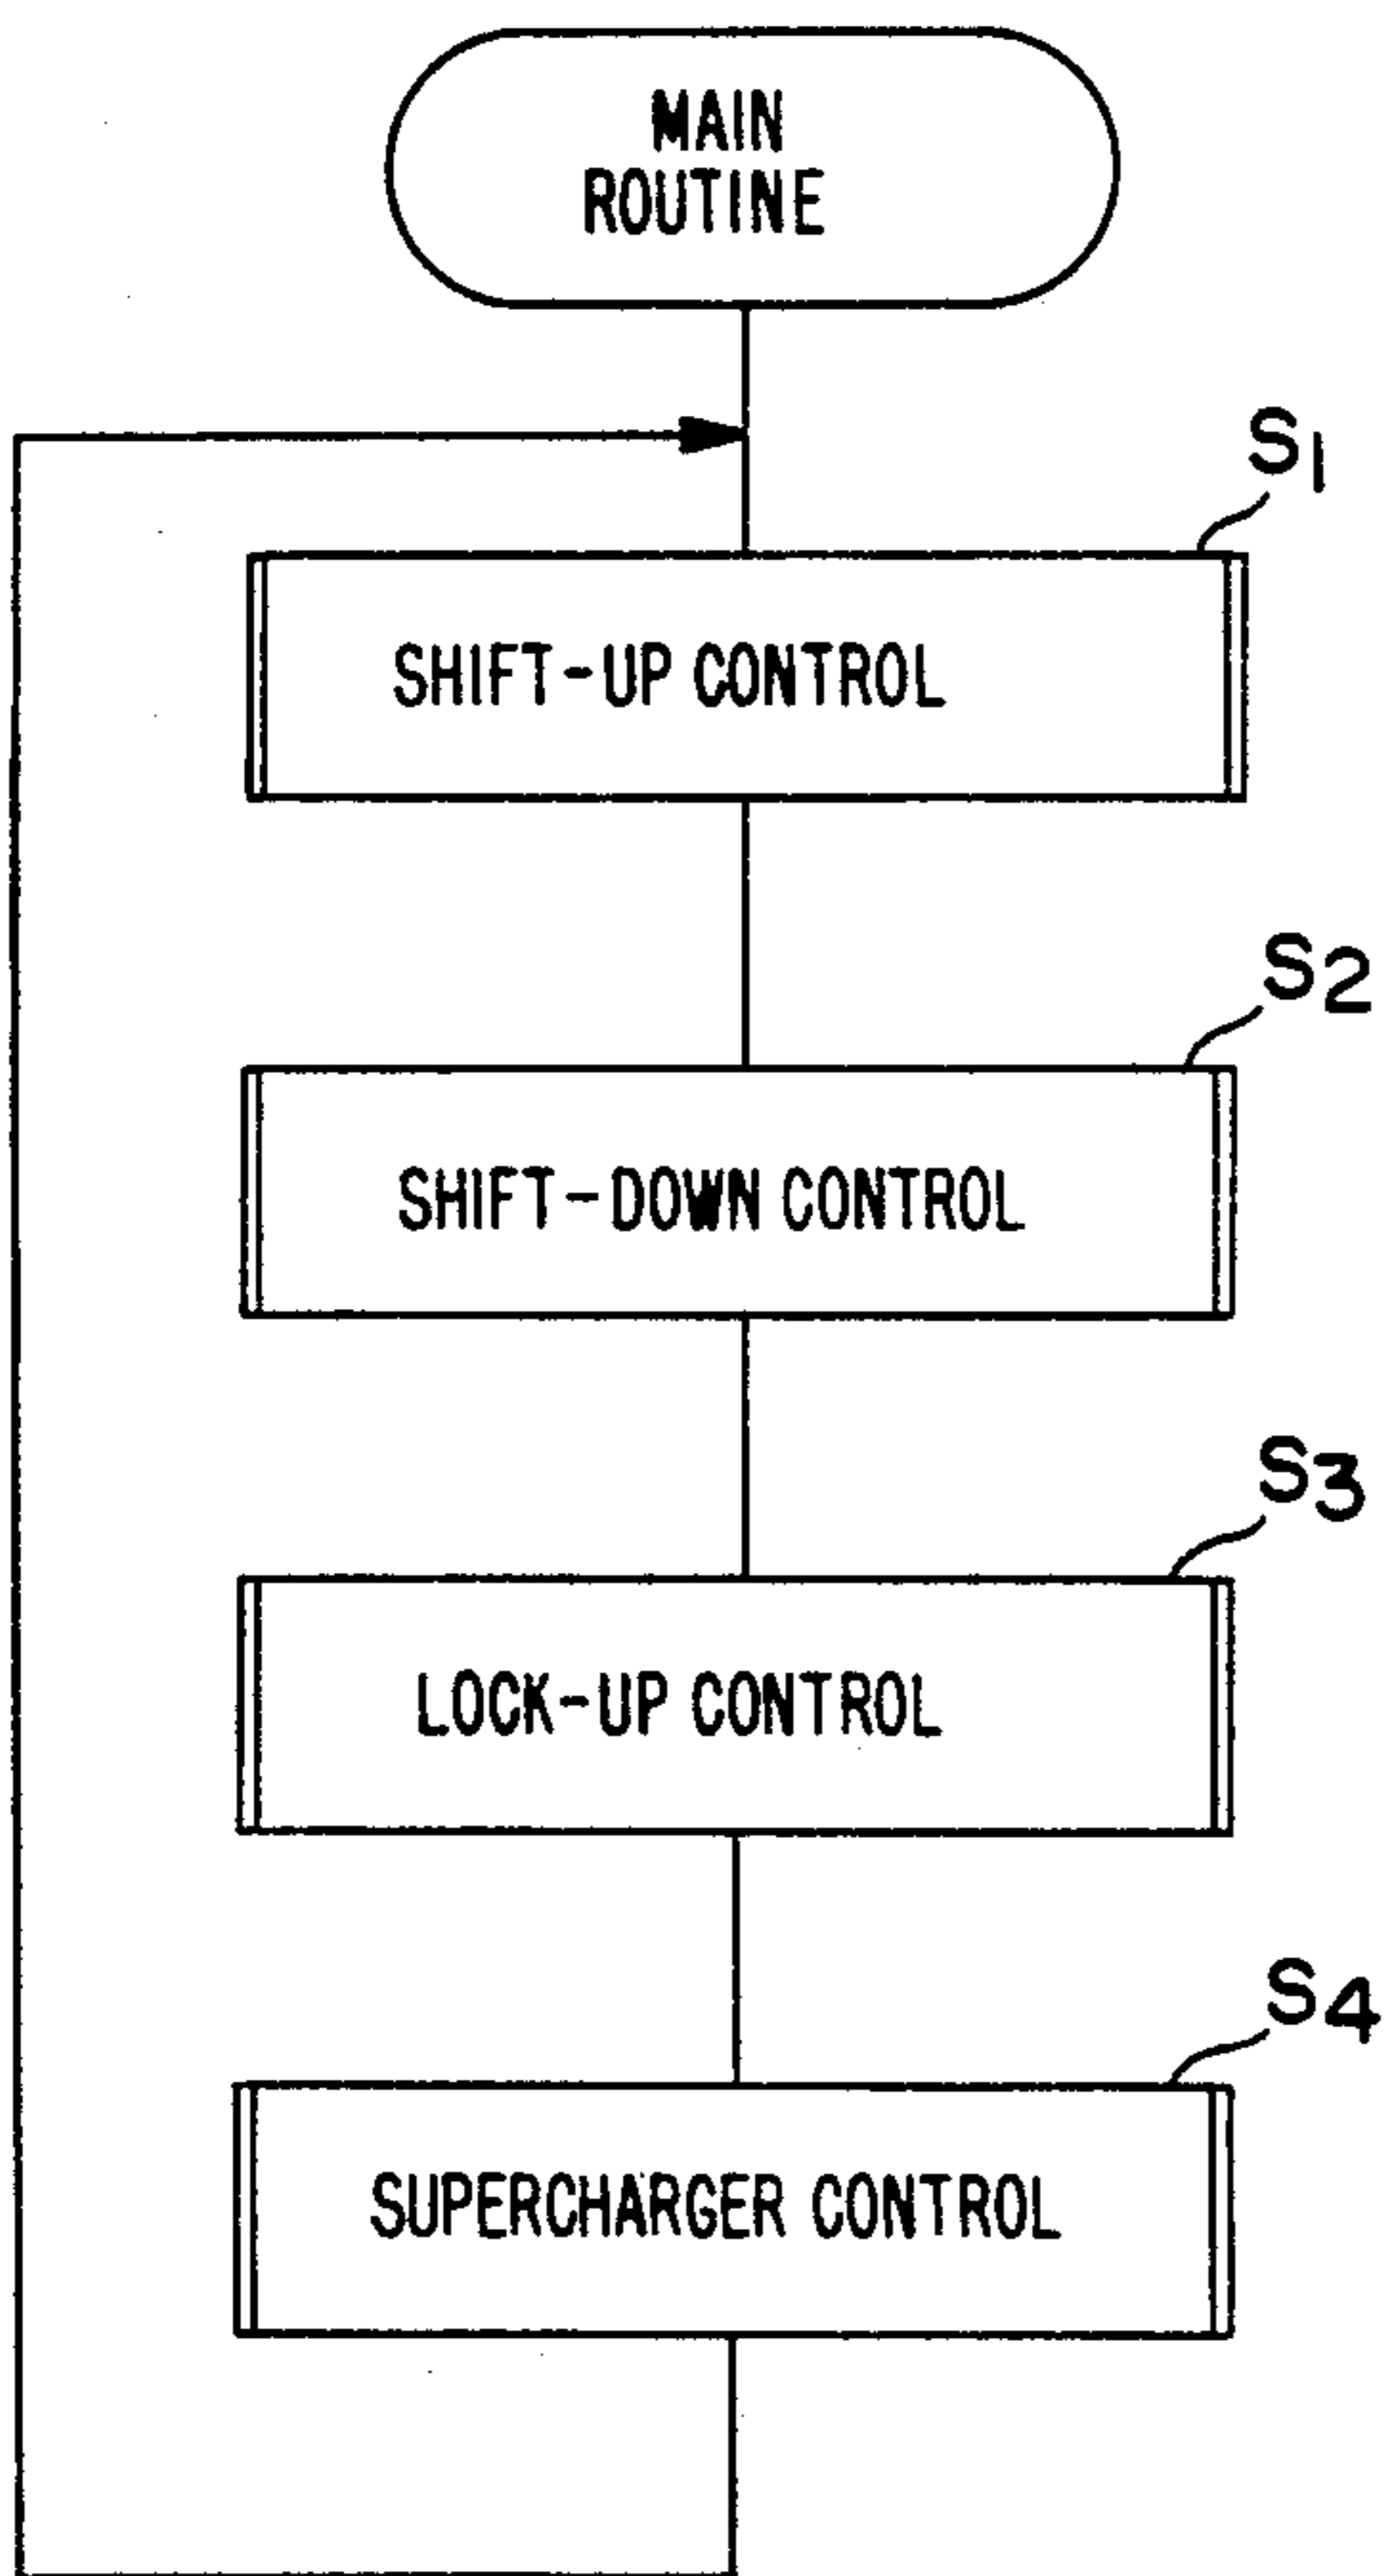 MAIN
ROUTINE
S1
SHIFT-UP CONTROL
S2
SHIFT-DOWN CONTROL
S3
LOCK-UP CONTROL
S4
SUPERCHARGER CONTROL